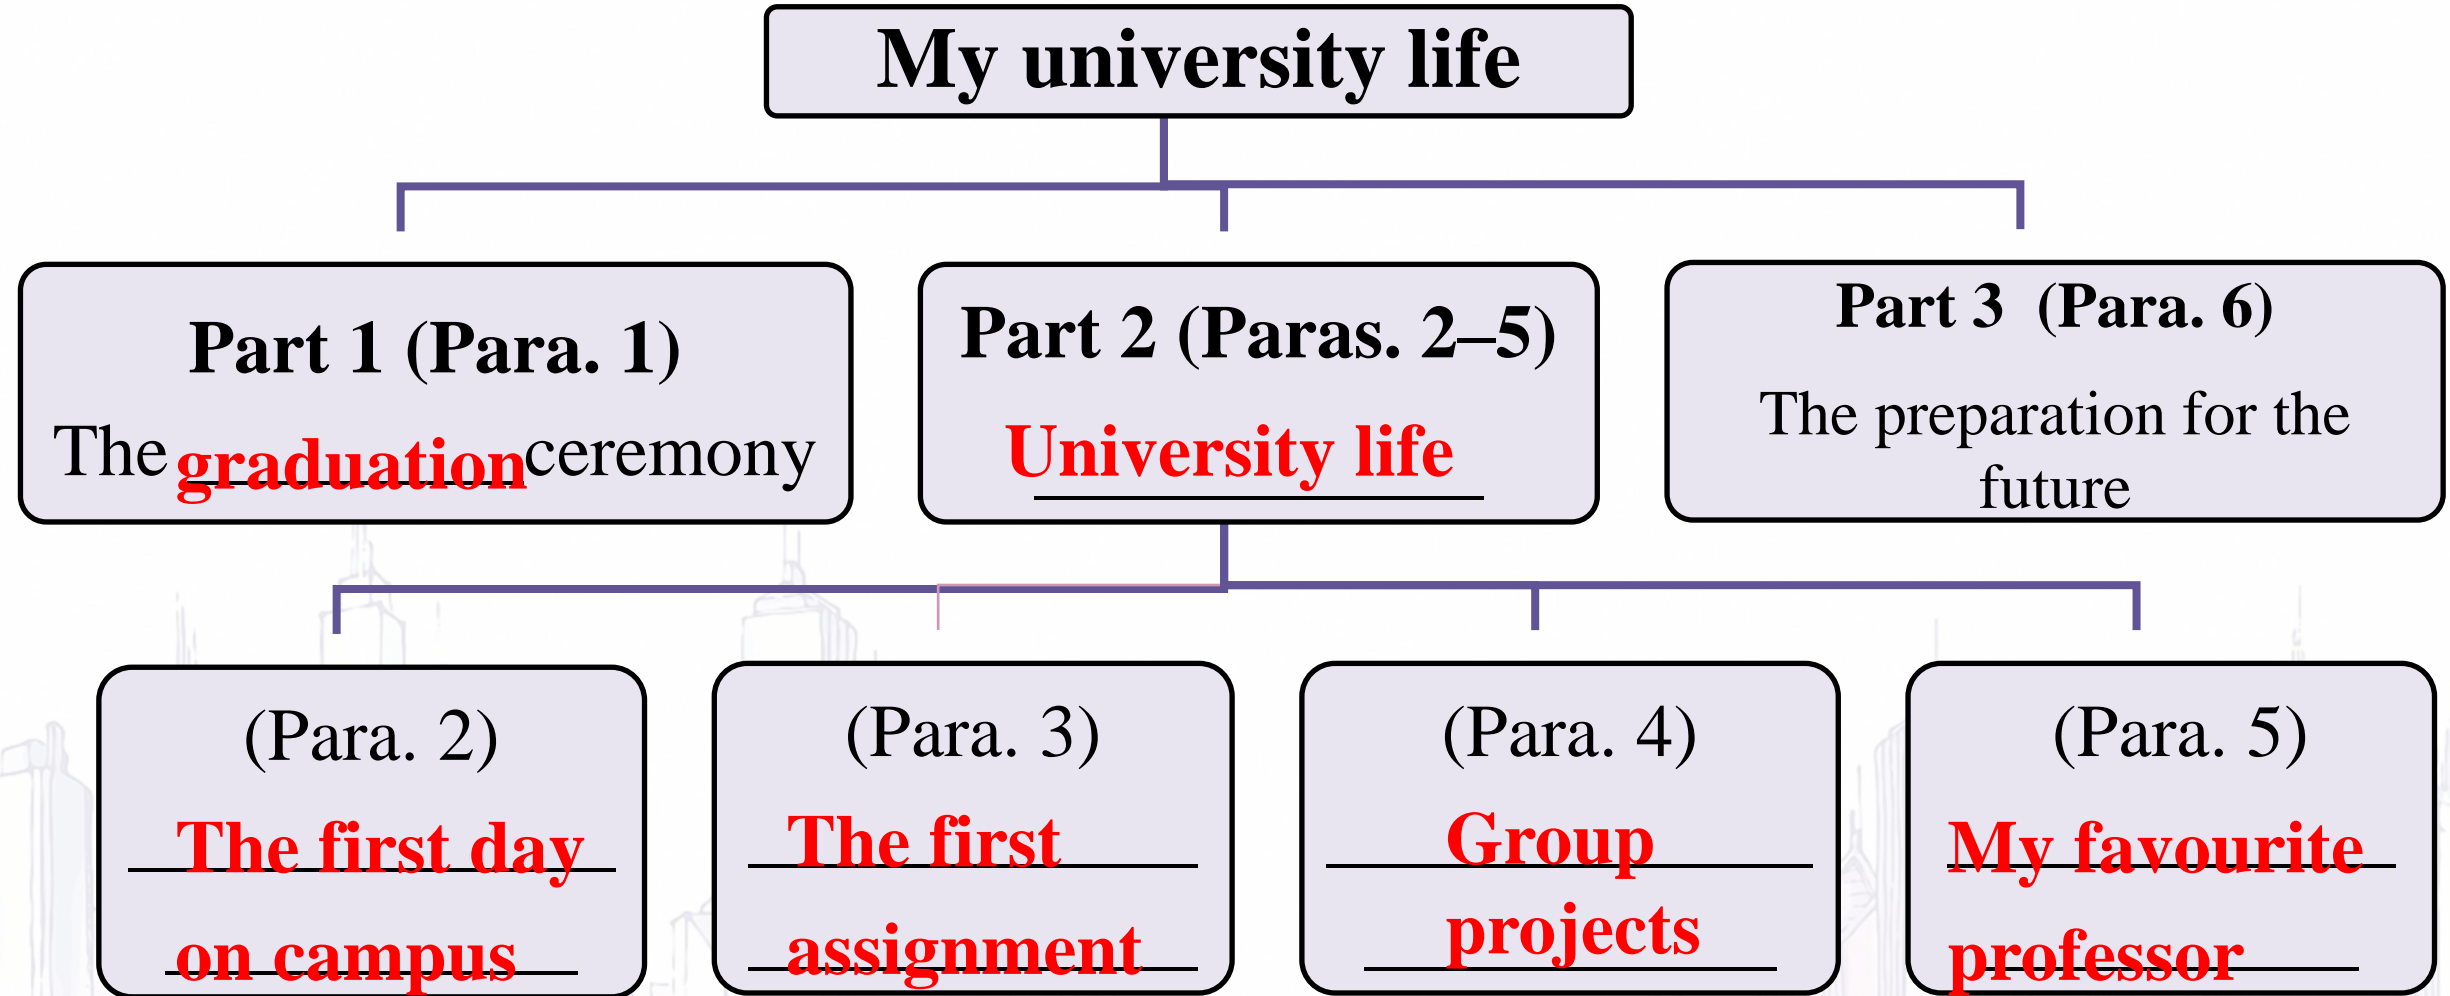 My university life
Part 1 (Para. 1)
The graduation ceremony
Part 2 (Paras. 2–5)
University life
Part 3 (Para. 6)
The preparation for the
future
(Para. 2)
The first day
on campus
(Para. 3)
The first
assignment
(Para. 4)
Group
projects
(Para. 5)
My favourite
professor